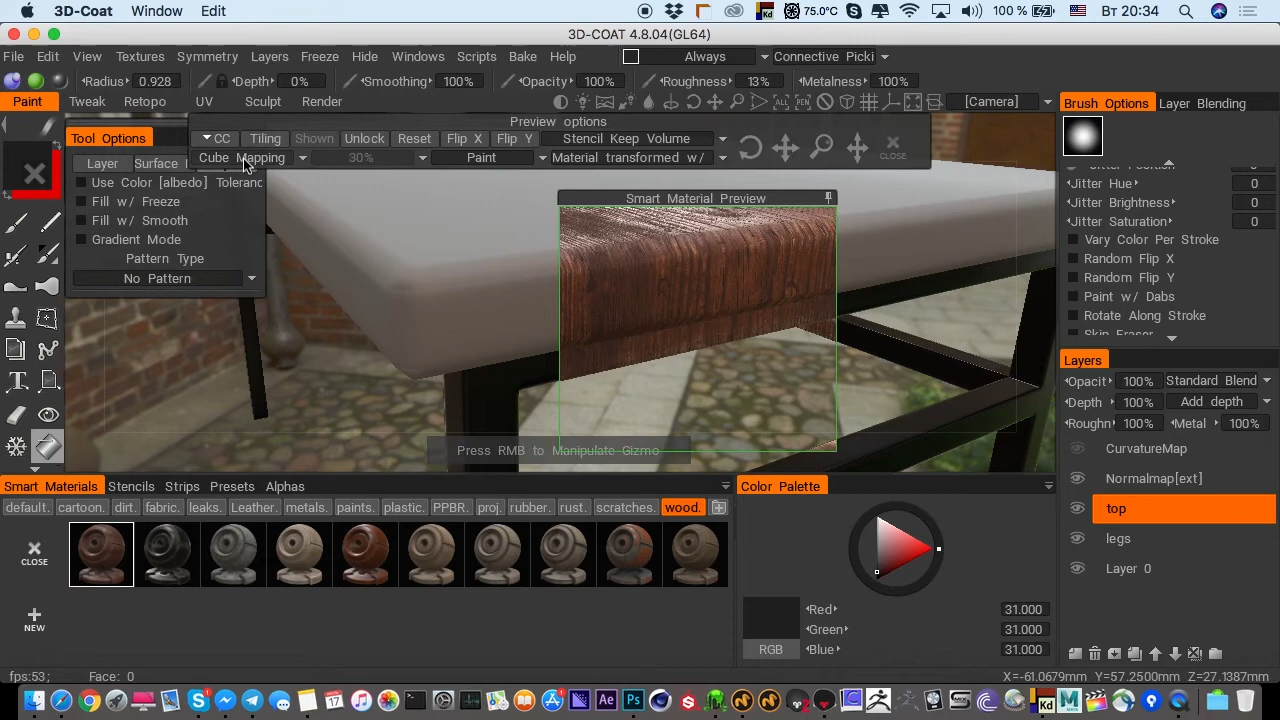 3D-Coat Window Edit 75.0°C 100 % Вт 20:34
3D-COAT 4.8.04(GL64)
File Edit View Textures Symmetry Layers Freeze Hide Windows Scripts Bake Help Always Connective Picki
Radius 0.928 Depth: 0% Smoothing: 100% Opacity: 100% Roughness: 13% Metalness: 100%
Paint Tweak Retopo UV Sculpt Render ALL PEN [Camera] Brush Options Layer Blending
Preview options
Tool Options CC Tiling Shown Unlock Reset Flip X Flip Y Stencil Keep Volume
Layer Surface Cube Mapping 30% Paint Material transformed w/ CLOSE
Use Color [albedo] Toleranc
Fill w/ Freeze
Fill w/ Smooth
Gradient Mode
Pattern Type
No Pattern
Smart Material Preview
Press RMB to Manipulate Gizmo
Jitter Hue: 0
Jitter Brightness: 0
Jitter Saturation: 0
Vary Color Per Stroke
Random Flip X
Random Flip Y
Paint w/ Dabs
Rotate Along Stroke
Layers
Opacit 100% Standard Blend
Depth 100% Add depth
Roughn 100% Metal 100%
CurvatureMap
Normalmap[ext]
top
legs
Layer 0
Smart Materials Stencils Strips Presets Alphas
default. cartoon. dirt. fabric. leaks. Leather. metals. paints. plastic. PPBR. proj. rubber. rust. scratches. wood.
CLOSE
NEW
Color Palette
Red 31.000
Green 31.000
Blue 31.000
RGB
fps:53; Face: 0 X=-61.0679mm Y=57.2500mm Z=27.1387mm